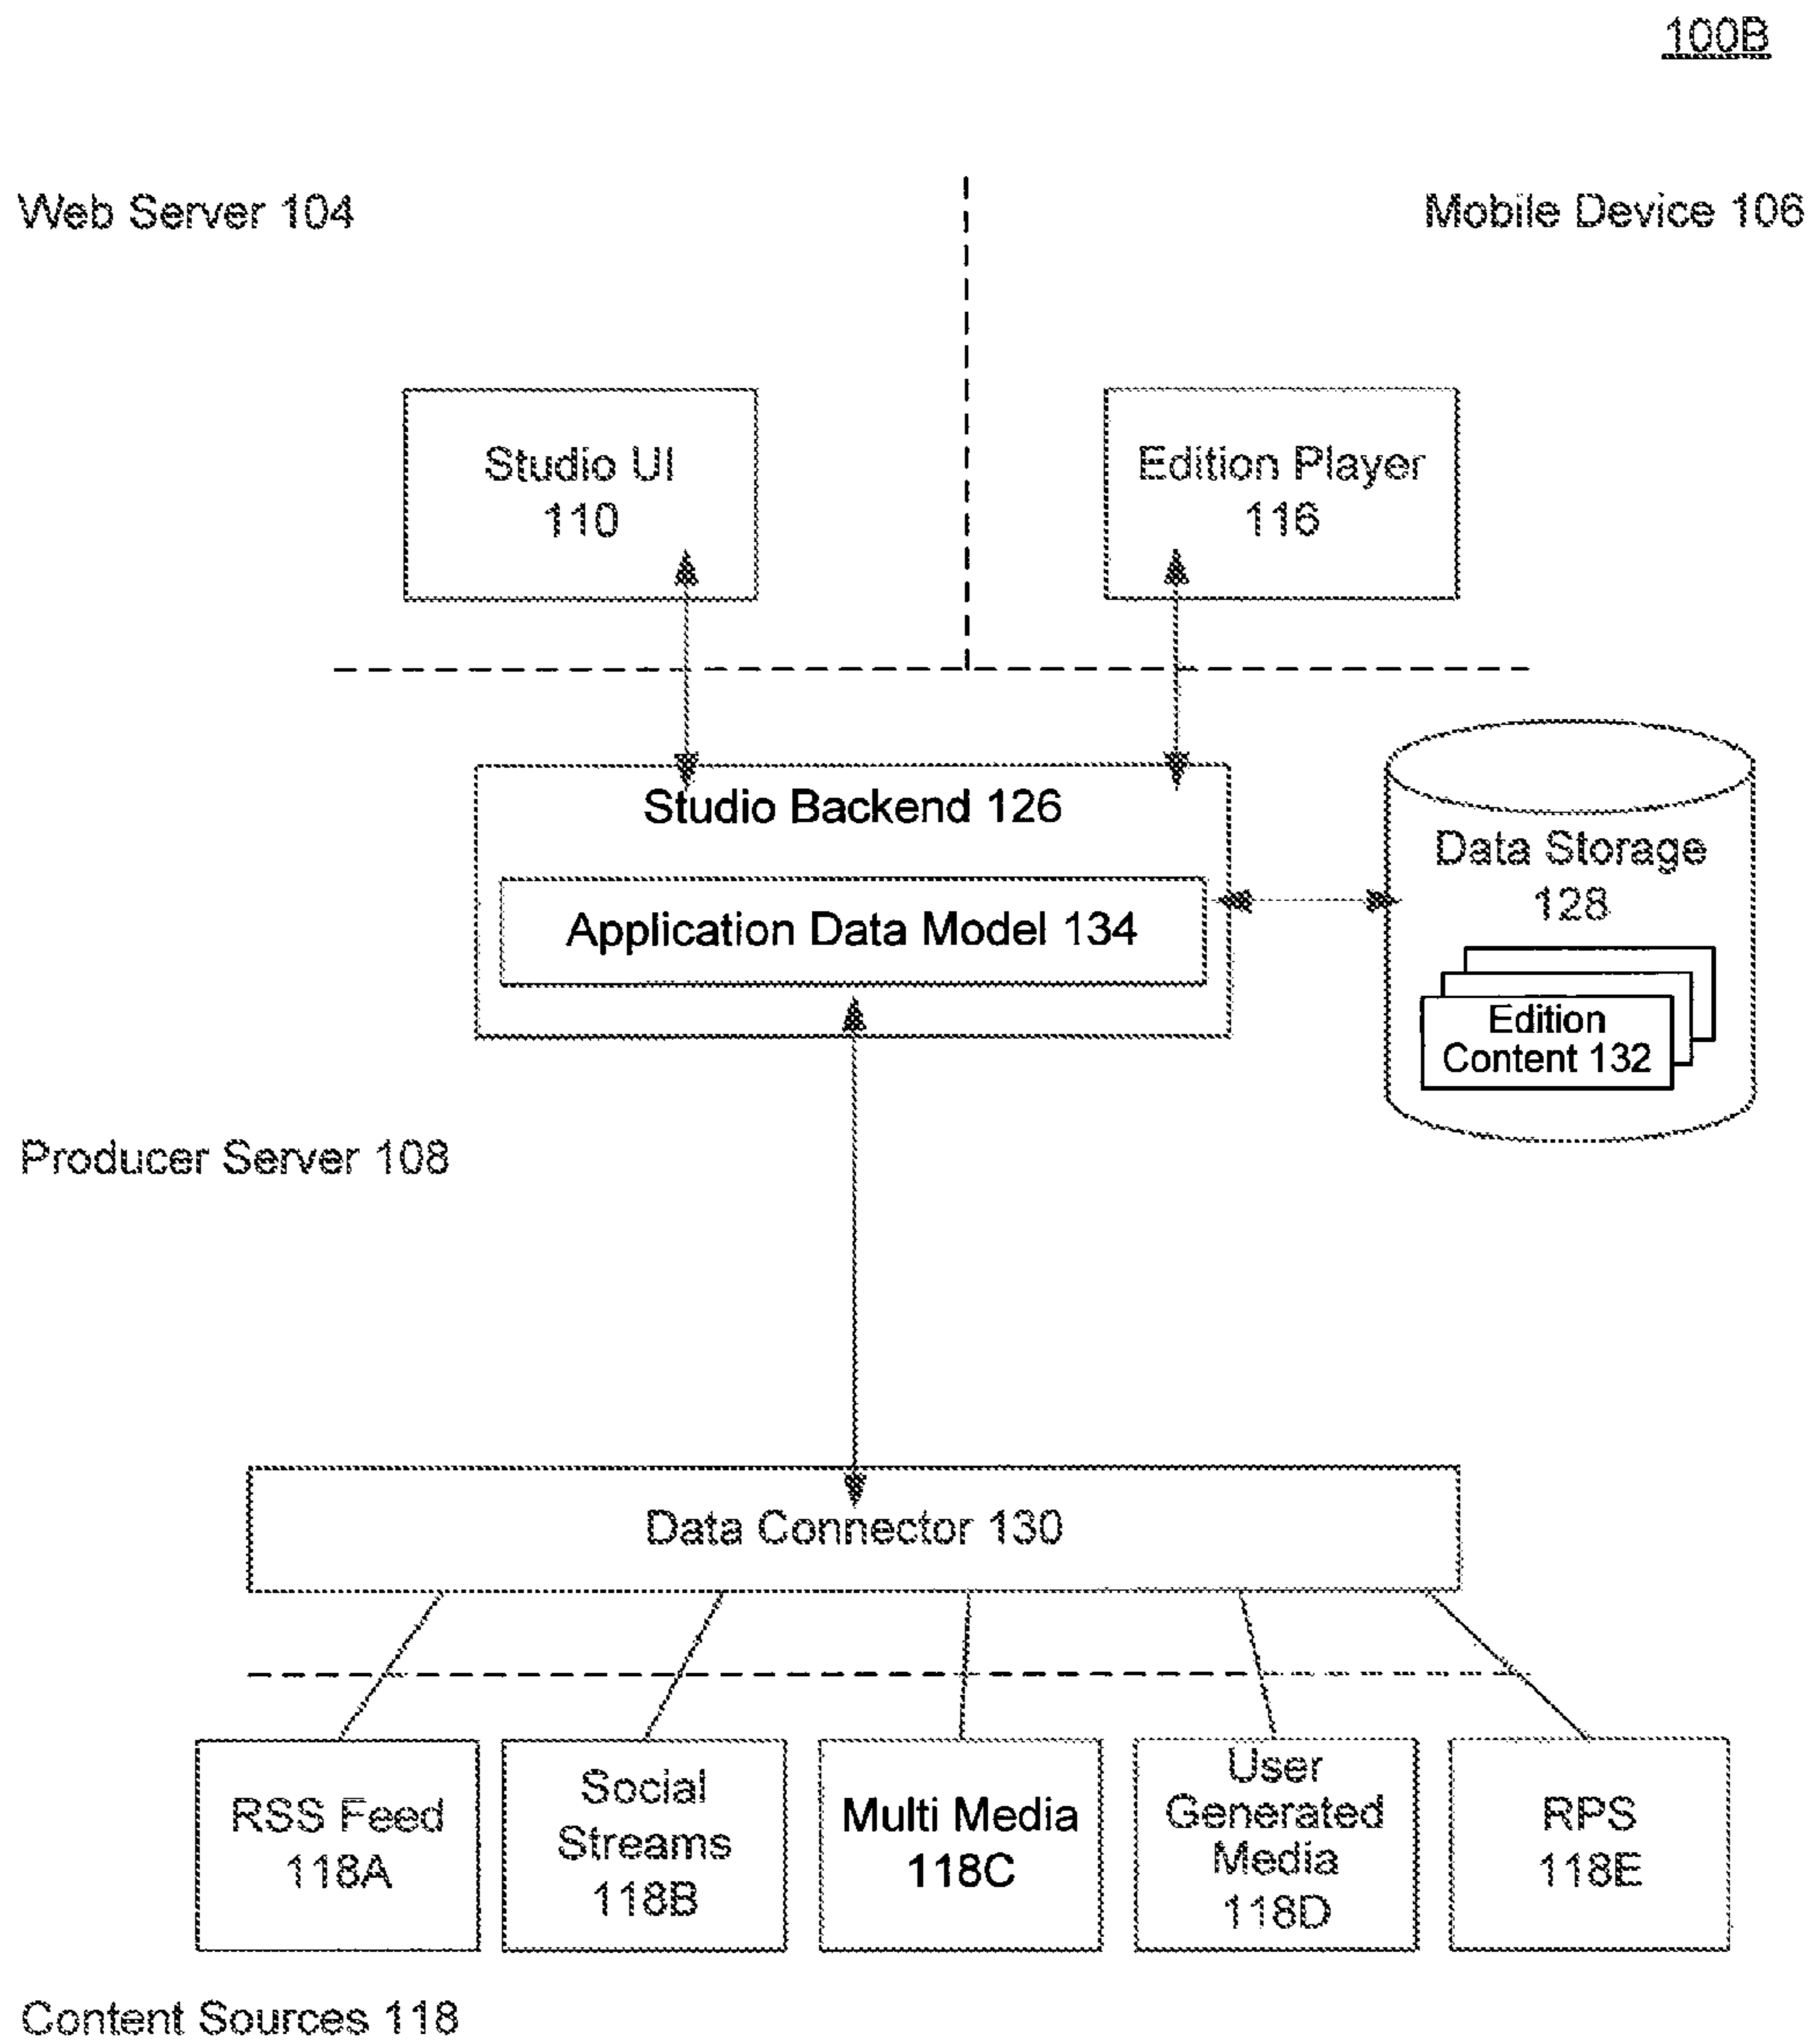 100B
Web Server 104
Mobile Device 106
Studio UI
110
Edition Player
116
Studio Backend 126
Application Data Model 134
Data Storage
128
Edition
Content 132
Producer Server 108
Data Connector 130
RSS Feed
118A
Social
Streams
118B
Multi Media
118C
User
Generated
Media
118D
RPS
118E
Content Sources 118